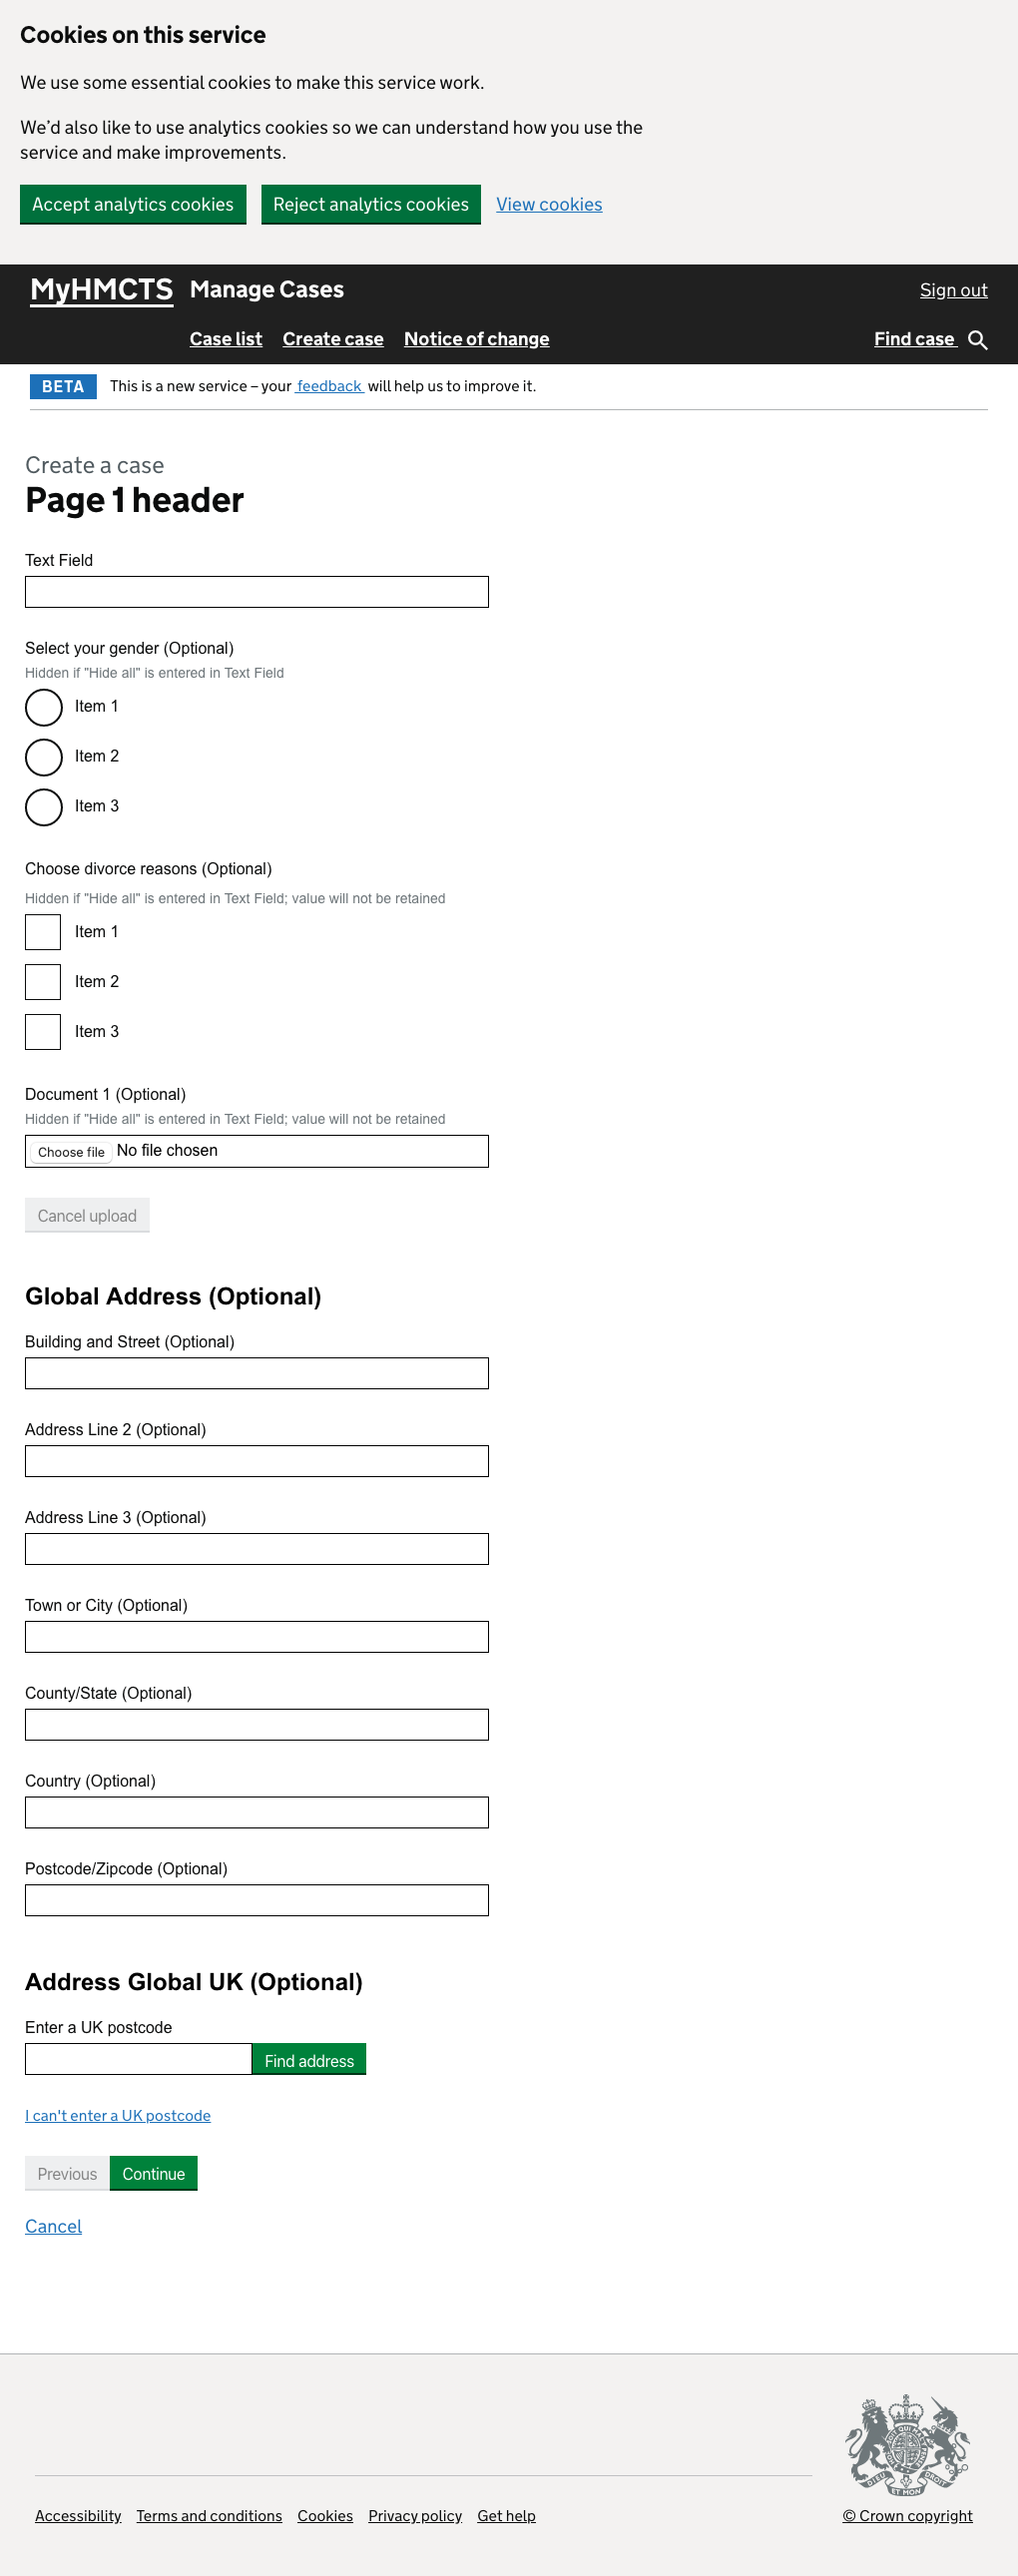 Cookies on this service
We use some essential cookies to make this service work.
We’d also like to use analytics cookies so we can understand how you use the
service and make improvements.
Accept analytics cookies Reject analytics cookies View cookies
MyHMCTS Manage Cases Sign out
Case list Create case Notice of change Find case
BETA This is a new service – your feedback will help us to improve it.
Create a case
Page 1 header
Text Field
Select your gender (Optional)
Hidden if "Hide all" is entered in Text Field
Item 1
Item 2
Item 3
Choose divorce reasons (Optional)
Hidden if "Hide all" is entered in Text Field; value will not be retained
Item 1
Item 2
Item 3
Document 1 (Optional)
Hidden if "Hide all" is entered in Text Field; value will not be retained
Choose file No file chosen
Cancel upload
Global Address (Optional)
Building and Street (Optional)
Address Line 2 (Optional)
Address Line 3 (Optional)
Town or City (Optional)
County/State (Optional)
Country (Optional)
Postcode/Zipcode (Optional)
Address Global UK (Optional)
Enter a UK postcode
Find address
I can't enter a UK postcode
Previous Continue
Cancel
DIEU ET MON DROIT
Accessibility Terms and conditions Cookies Privacy policy Get help © Crown copyright